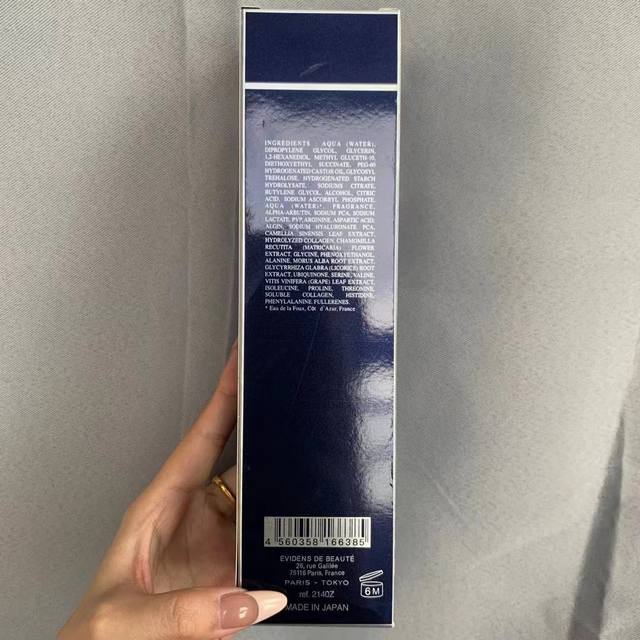 INGREDIENTS : AQUA (WATER),
DIPROPYLENE GLYCOL, GLYCERIN,
1,2-HEXANEDIOL, METHYL GLUCETH-10,
DIETHOXYETHYL SUCCINATE, PEG-60
HYDROGENATED CASTOR OIL, GLYCOSYL
TREHALOSE, HYDROGENATED STARCH
HYDROLYSATE, SODIUMS CITRATE,
BUTYLENE GLYCOL, ALCOHOL, CITRIC
ACID, SODIUM ASCORBYL PHOSPHATE,
AQUA (WATER)*, FRAGRANCE,
ALPHA-ARBUTIN, SODIUM PCA, SODIUM
LACTATE, PVP, ARGININE, ASPARTIC ACID,
ALGIN, SODIUM HYALURONATE, PCA,
CAMELLIA SINENSIS LEAF EXTRACT,
HYDROLYZED COLLAGEN, CHAMOMILLA
RECUTITA (MATRICARIA) FLOWER
EXTRACT, GLYCINE, PHENOXYETHANOL,
ALANINE, MORUS ALBA ROOT EXTRACT,
GLYCYRRHIZA GLABRA (LICORICE) ROOT
EXTRACT, UBIQUINONE, SERINE, VALINE,
VITIS VINIFERA (GRAPE) LEAF EXTRACT,
ISOLEUCINE, PROLINE, THREONINE,
SOLUBLE COLLAGEN, HISTIDINE,
PHENYLALANINE FULLERENES.
* Eau de la Foux, Côt d'Azur, France
4 560358 166385
EVIDENS DE BEAUTÉ
26, rue Galilée
75116 Paris, France
PARIS - TOKYO
ref. 2140Z
6M
MADE IN JAPAN